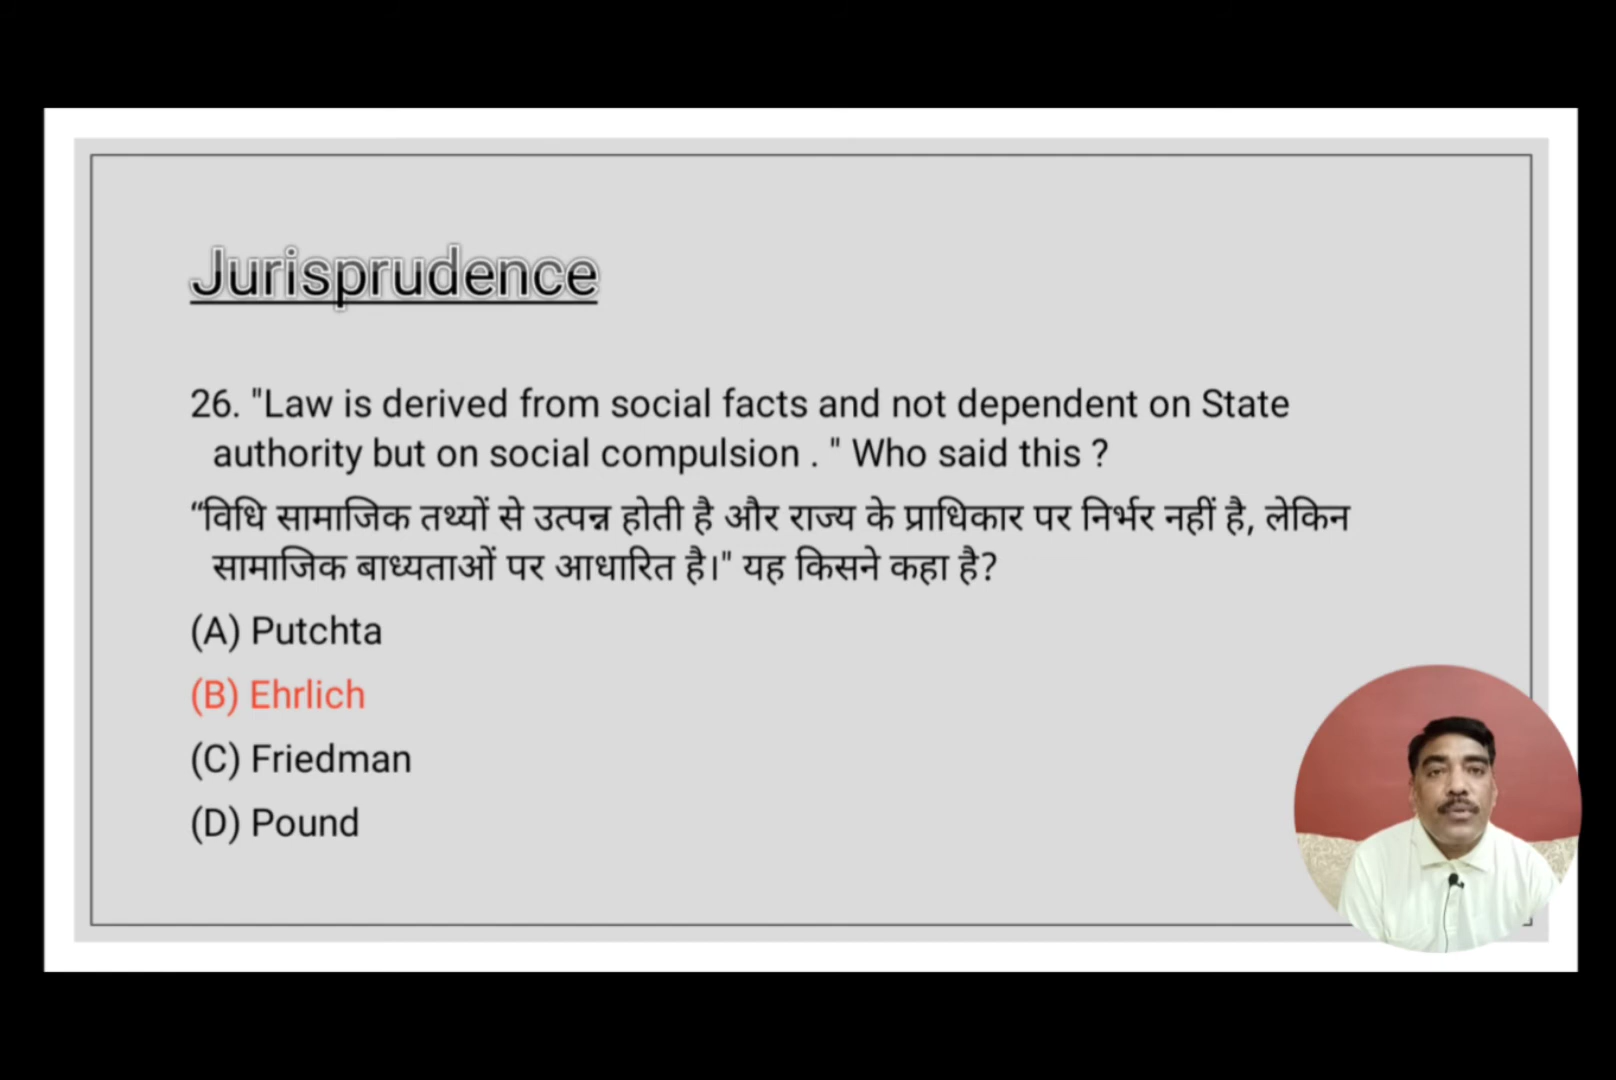 Jurisprudence
26. "Law is derived from social facts and not dependent on State
authority but on social compulsion . " Who said this ?
“विधि सामाजिक तथ्यों से उत्पन्न होती है और राज्य के प्राधिकार पर निर्भर नहीं है, लेकिन
सामाजिक बाध्यताओं पर आधारित है।" यह किसने कहा है?
(A) Putchta
(B) Ehrlich
(C) Friedman
(D) Pound